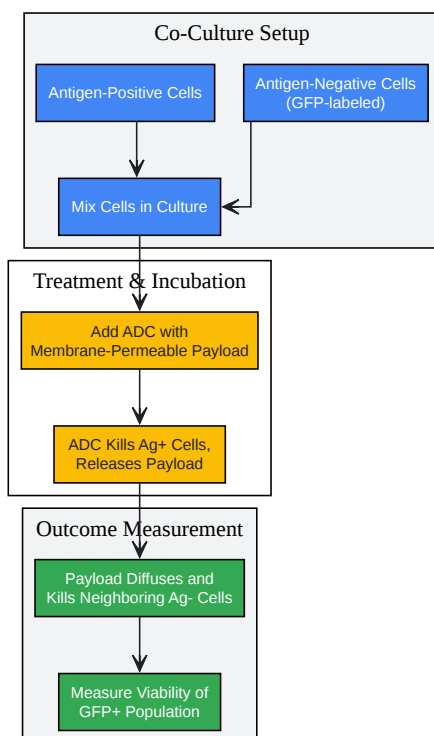 Co-Culture Setup
Antigen-Positive Cells
Antigen-Negative Cells
(GFP-labeled)
Mix Cells in Culture
Treatment & Incubation
Add ADC with
Membrane-Permeable Payload
ADC Kills Ag+ Cells,
Releases Payload
Outcome Measurement
Payload Diffuses and
Kills Neighboring Ag- Cells
Measure Viability of
GFP+ Population